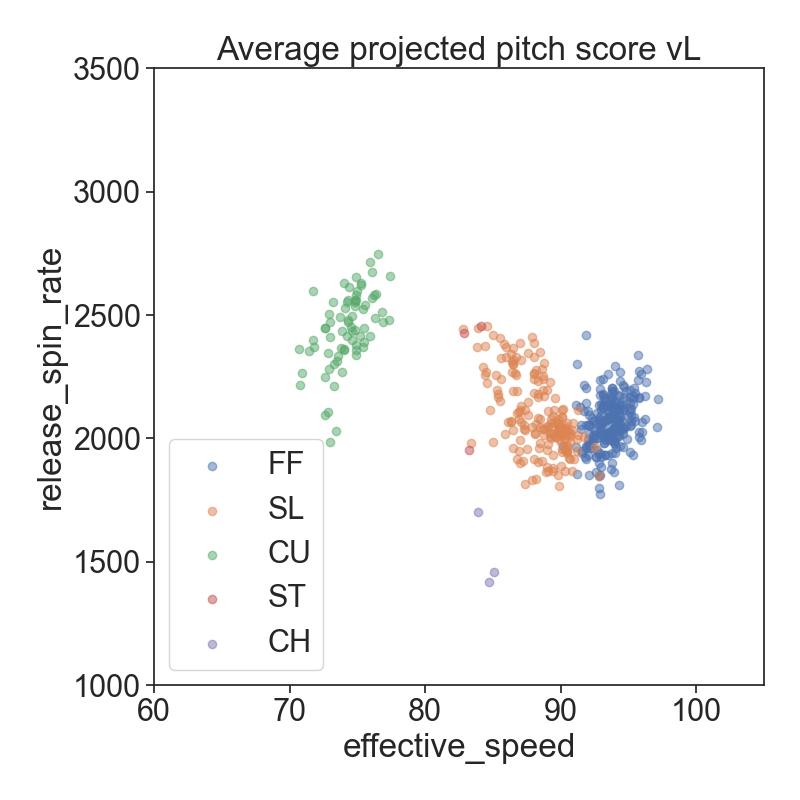 Average projected pitch score vL
3500
3000
2500
2000
1500
1000
release_spin_rate
FF
SL
CU
ST
CH
60 70 80 90 100
effective_speed